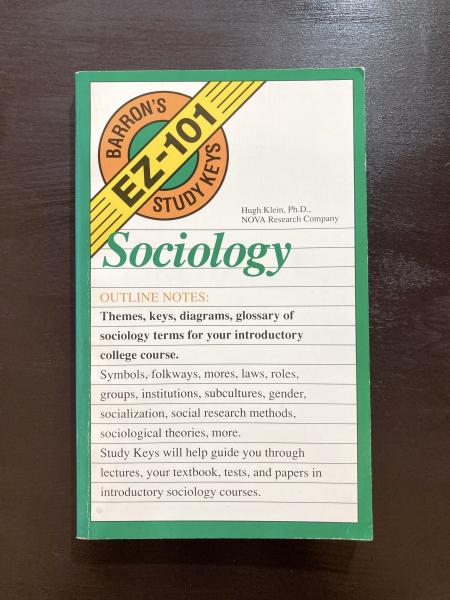 BARRON'S
EZ-101
STUDY KEYS
Hugh Klein, Ph.D.,
NOVA Research Company
Sociology
OUTLINE NOTES:
Themes, keys, diagrams, glossary of
sociology terms for your introductory
college course.
Symbols, folkways, mores, laws, roles,
groups, institutions, subcultures, gender,
socialization, social research methods,
sociological theories, more.
Study Keys will help guide you through
lectures, your textbook, tests, and papers in
introductory sociology courses.